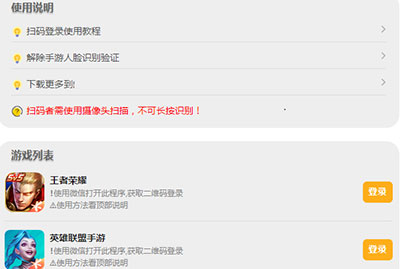 使用说明
扫码登录使用教程
解除手游人脸识别验证
下载更多到!
扫码者需使用摄像头扫描，不可长按识别！
游戏列表
王者荣耀
!使用微信打开此程序,获取二维码登录
⚠使用方法看顶部说明
登录
英雄联盟手游
!使用微信打开此程序,获取二维码登录
⚠使用方法看顶部说明
登录